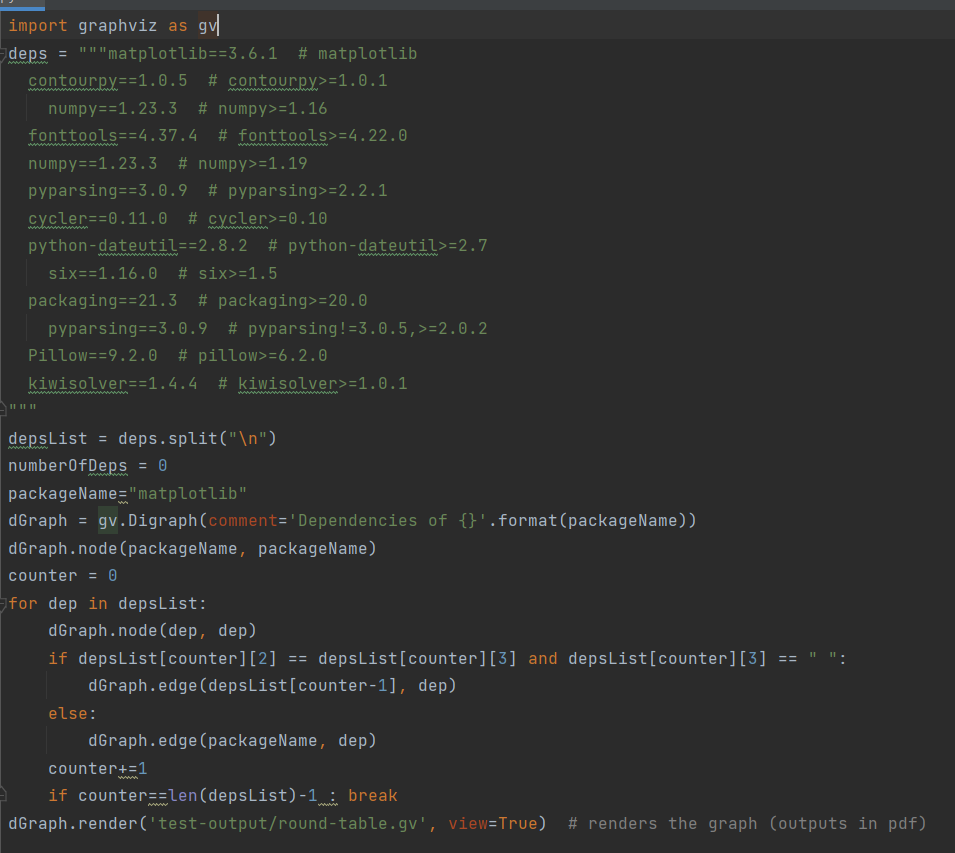 import graphviz as gv
deps = """matplotlib==3.6.1  # matplotlib
  contourpy==1.0.5  # contourpy>=1.0.1
    numpy==1.23.3  # numpy>=1.16
  fonttools==4.37.4  # fonttools>=4.22.0
  numpy==1.23.3  # numpy>=1.19
  pyparsing==3.0.9  # pyparsing>=2.2.1
  cycler==0.11.0  # cycler>=0.10
  python-dateutil==2.8.2  # python-dateutil>=2.7
    six==1.16.0  # six>=1.5
  packaging==21.3  # packaging>=20.0
    pyparsing==3.0.9  # pyparsing!=3.0.5,>=2.0.2
  Pillow==9.2.0  # pillow>=6.2.0
  kiwisolver==1.4.4  # kiwisolver>=1.0.1
"""
depsList = deps.split("\n")
numberOfDeps = 0
packageName="matplotlib"
dGraph = gv.Digraph(comment='Dependencies of {}'.format(packageName))
dGraph.node(packageName, packageName)
counter = 0
for dep in depsList:
    dGraph.node(dep, dep)
    if depsList[counter][2] == depsList[counter][3] and depsList[counter][3] == " ":
        dGraph.edge(depsList[counter-1], dep)
    else:
        dGraph.edge(packageName, dep)
    counter+=1
    if counter==len(depsList)-1 : break
dGraph.render('test-output/round-table.gv', view=True)  # renders the graph (outputs in pdf)